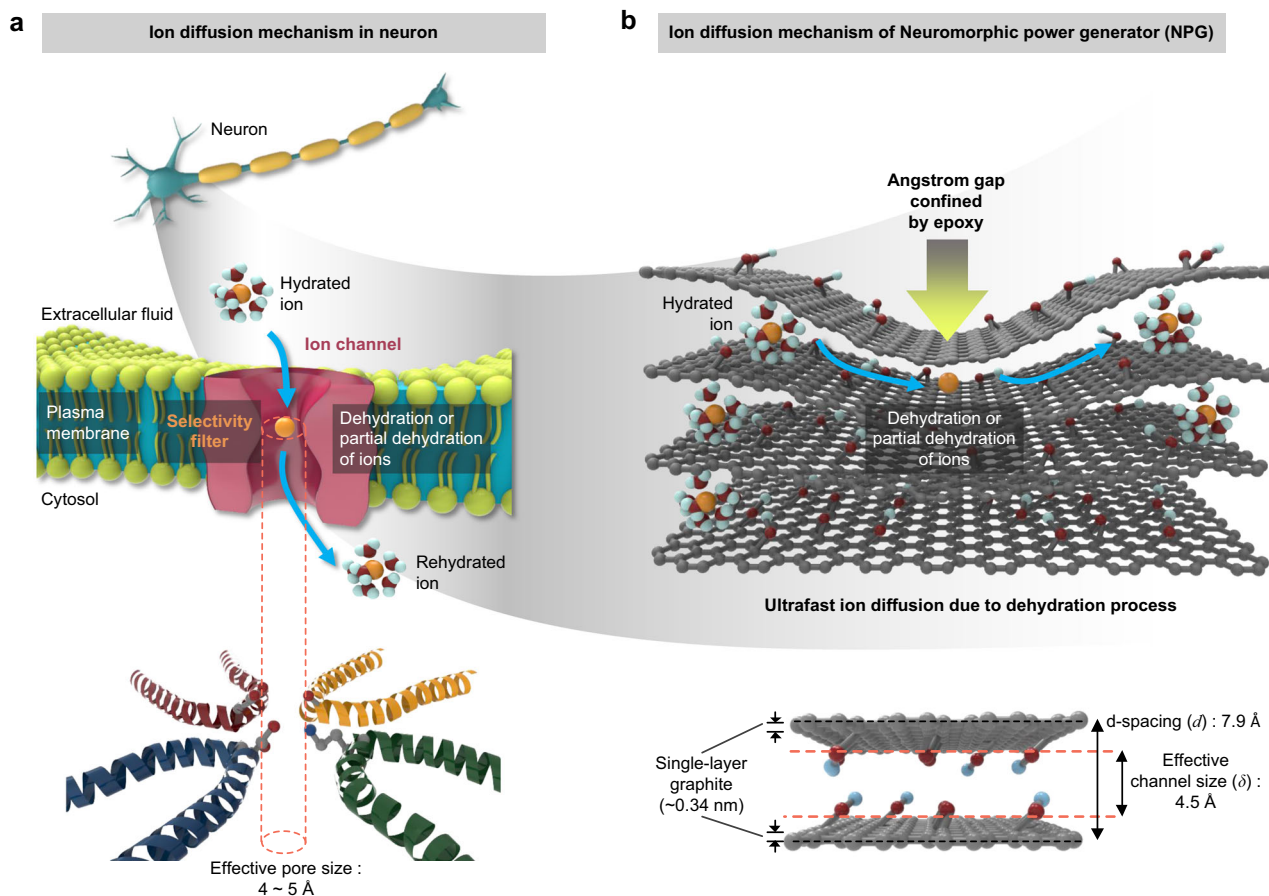 a
Ion diffusion mechanism in neuron
Neuron
Hydrated
ion
Extracellular fluid
Ion channel
Plasma
membrane
Selectivity
filter
Dehydration or
partial dehydration
of ions
Cytosol
Rehydrated
ion
Effective pore size :
4 ~ 5 Å
b
Ion diffusion mechanism of Neuromorphic power generator (NPG)
Angstrom gap
confined
by epoxy
Hydrated
ion
Dehydration or
partial dehydration
of ions
Ultrafast ion diffusion due to dehydration process
d-spacing (d) : 7.9 Å
Single-layer
graphite
(~0.34 nm)
Effective
channel size (δ) :
4.5 Å